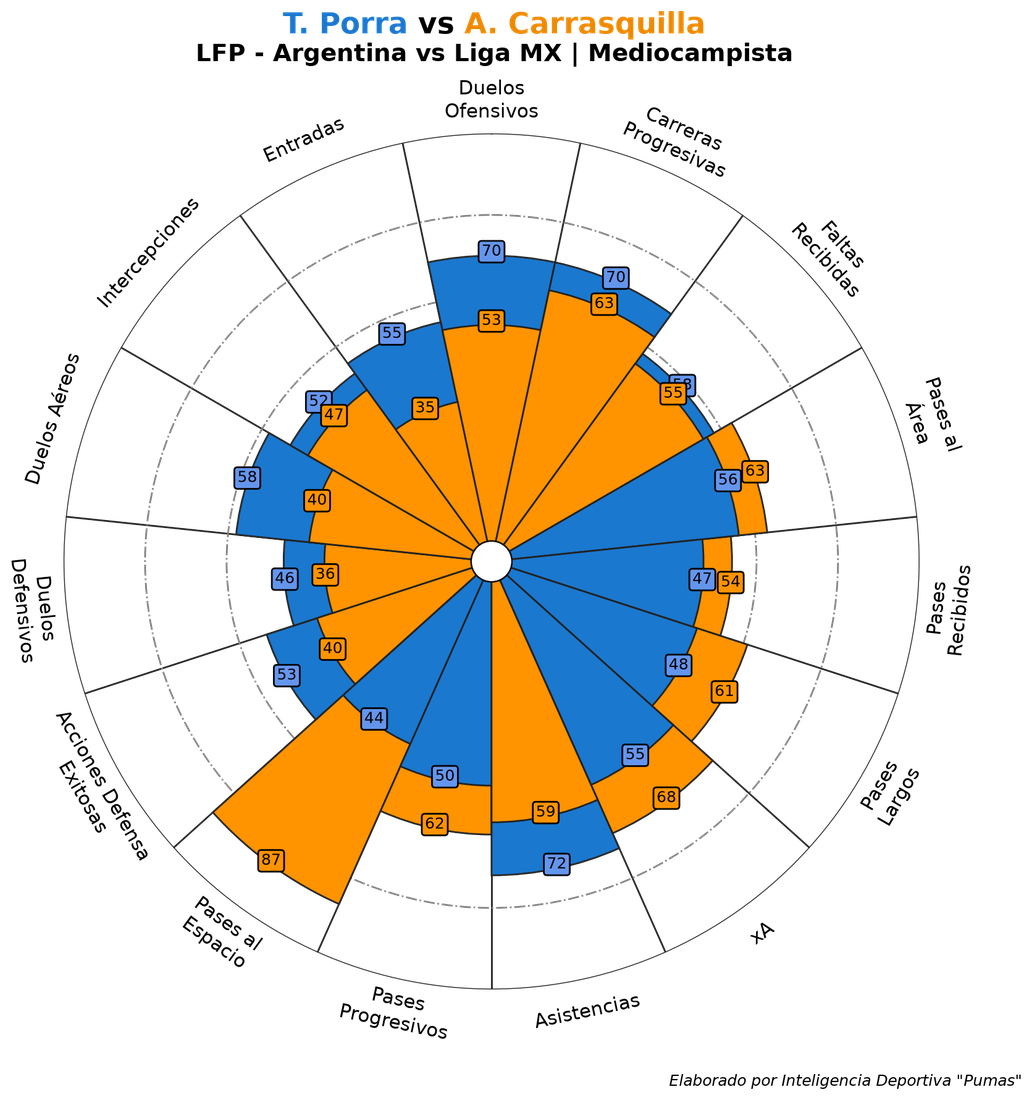 T. Porra vs A. Carrasquilla
LFP - Argentina vs Liga MX | Mediocampista
Duelos
Ofensivos
70
53
Carreras
Progresivas
70
63
Faltas
Recibidas
58
55
Pases al
Área
56
63
Pases
Recibidos
47
54
Pases
Largos
48
61
xA
55
68
Asistencias
59
72
Pases
Progresivos
50
62
Pases al
Espacio
44
87
Acciones Defensa
Exitosas
53
40
Duelos
Defensivos
46
36
Duelos Aéreos
58
40
Intercepciones
52
47
Entradas
55
35
Elaborado por Inteligencia Deportiva "Pumas"